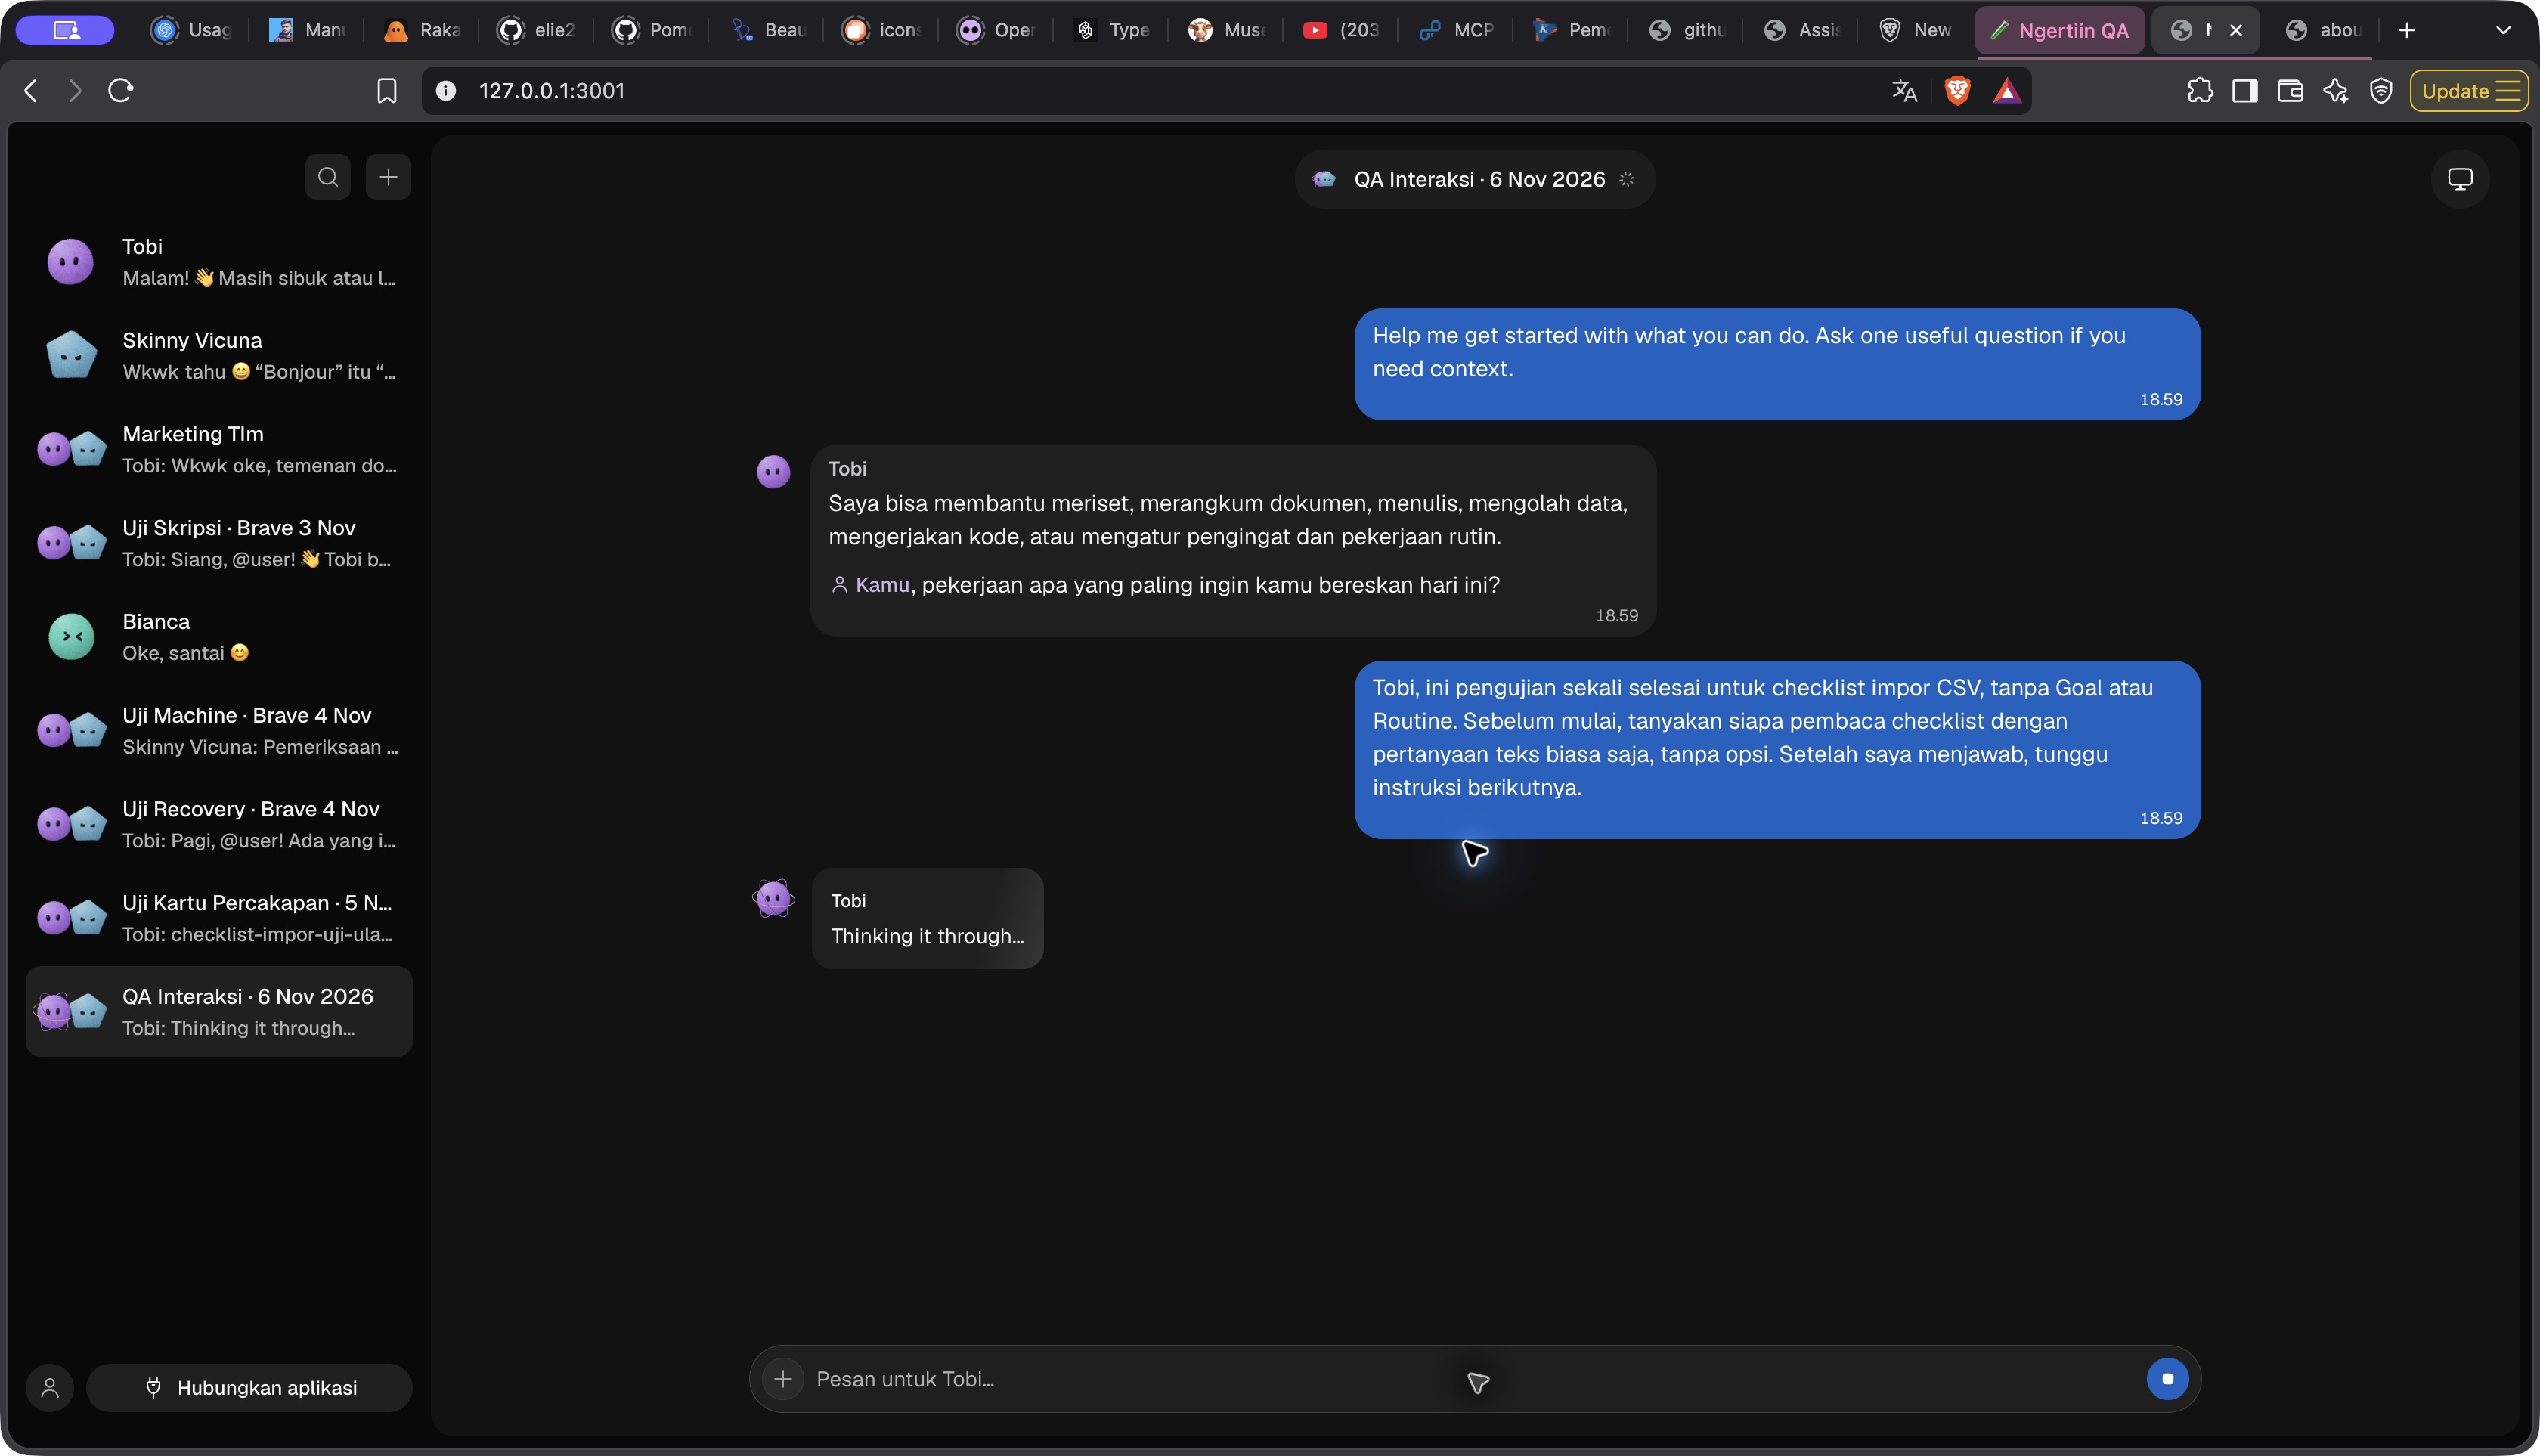 Usag
Manu
Raka
elie2
Pom
Beau
icons
Oper
Type
Muse
(203
MCP
Peme
githu
Assis
New
Ngertiin QA
abou
127.0.0.1:3001
Update
Tobi
Malam! 👋 Masih sibuk atau l...
Skinny Vicuna
Wkwk tahu 😄 “Bonjour” itu “...
Marketing TIm
Tobi: Wkwk oke, temenan do...
Uji Skripsi · Brave 3 Nov
Tobi: Siang, @user! 👋 Tobi b...
Bianca
Oke, santai 😊
Uji Machine · Brave 4 Nov
Skinny Vicuna: Pemeriksaan ...
Uji Recovery · Brave 4 Nov
Tobi: Pagi, @user! Ada yang i...
Uji Kartu Percakapan · 5 N...
Tobi: checklist-impor-uji-ula...
QA Interaksi · 6 Nov 2026
Tobi: Thinking it through...
Hubungkan aplikasi
QA Interaksi · 6 Nov 2026
Help me get started with what you can do. Ask one useful question if you
need context.
18.59
Tobi
Saya bisa membantu meriset, merangkum dokumen, menulis, mengolah data,
mengerjakan kode, atau mengatur pengingat dan pekerjaan rutin.
Kamu, pekerjaan apa yang paling ingin kamu bereskan hari ini?
18.59
Tobi, ini pengujian sekali selesai untuk checklist impor CSV, tanpa Goal atau
Routine. Sebelum mulai, tanyakan siapa pembaca checklist dengan
pertanyaan teks biasa saja, tanpa opsi. Setelah saya menjawab, tunggu
instruksi berikutnya.
18.59
Tobi
Thinking it through...
Pesan untuk Tobi...